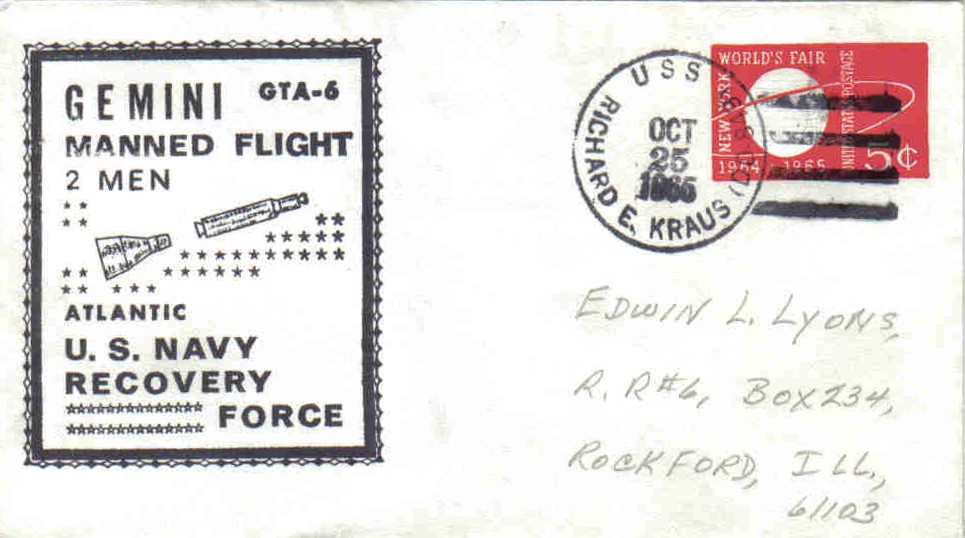 GEMINI GTA-6
MANNED FLIGHT
2 MEN
ATLANTIC
U. S. NAVY
RECOVERY
FORCE
USS RICHARD E. KRAUS
OCT
25
1965
WORLD'S FAIR
NEW YORK
1964 1965
UNITED STATES POSTAGE
5¢
EDWIN L. LYONS,
R. R#6, BOX 234,
ROCKFORD, ILL.,
61103